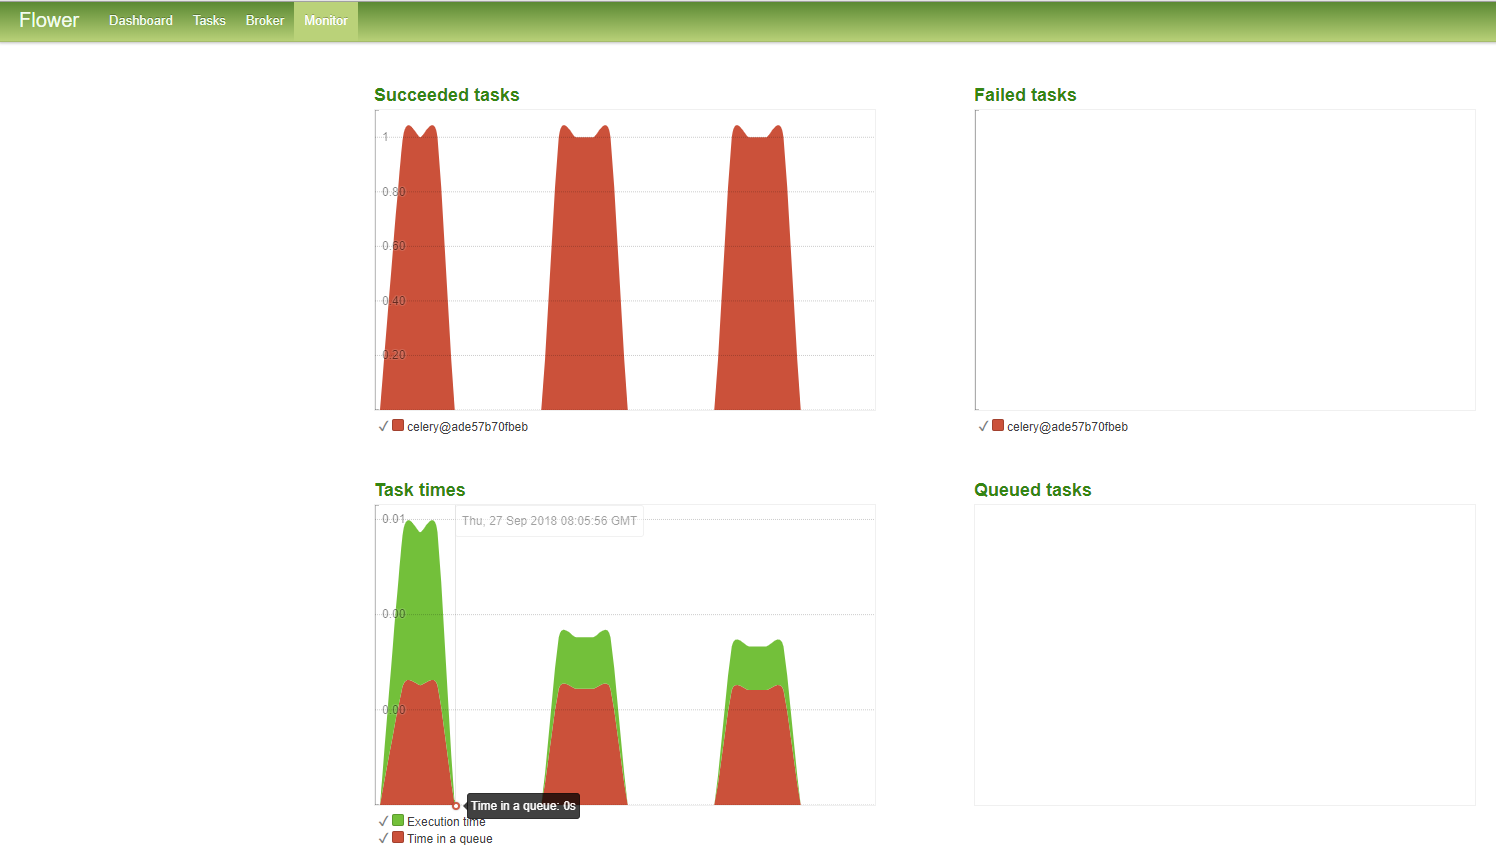 Flower Dashboard Tasks Broker Monitor
Succeeded tasks
1
0.80
0.60
0.40
0.20
celery@ade57b70fbeb
Failed tasks
celery@ade57b70fbeb
Task times
0.01
Thu, 27 Sep 2018 08:05:56 GMT
0.00
0.00
Time in a queue: 0s
Execution time
Time in a queue
Queued tasks